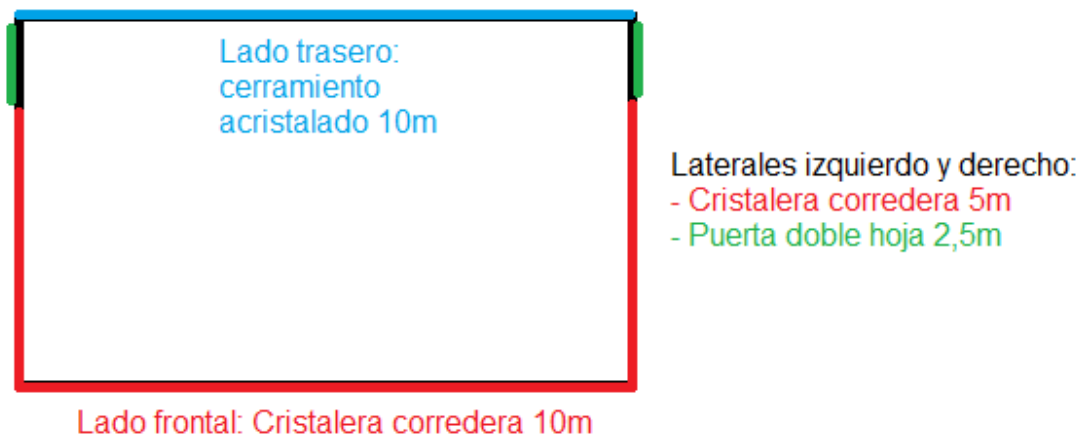 Lado trasero:
cerramiento
acristalado 10m
Laterales izquierdo y derecho:
- Cristalera corredera 5m
- Puerta doble hoja 2,5m
Lado frontal: Cristalera corredera 10m